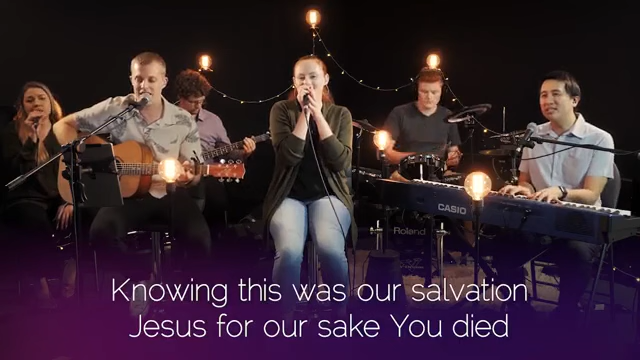 CASIO
Roland
Knowing this was our salvation
Jesus for our sake You died